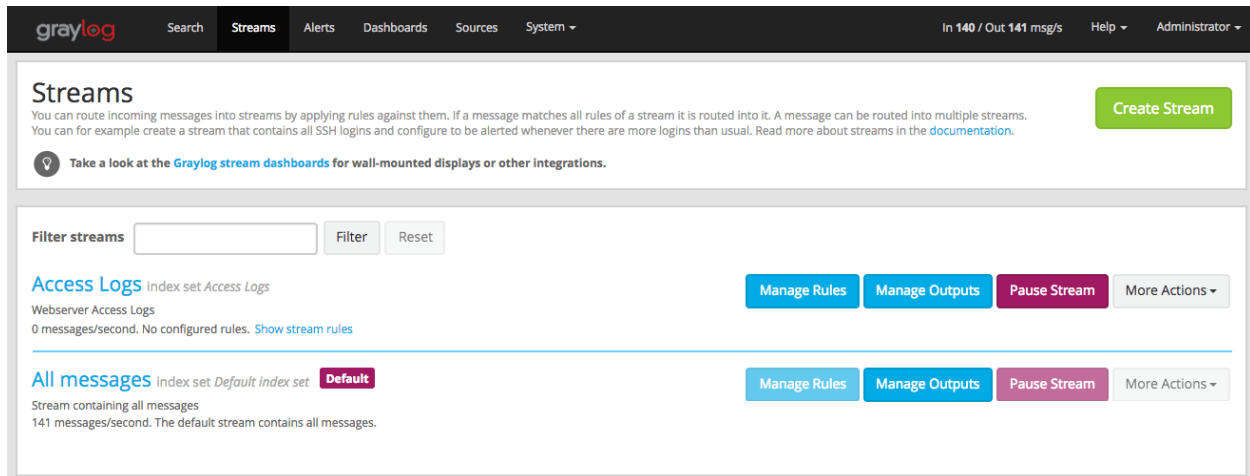 graylog Search Streams Alerts Dashboards Sources System In 140 / Out 141 msg/s Help Administrator
Streams
You can route incoming messages into streams by applying rules against them. If a message matches all rules of a stream it is routed into it. A message can be routed into multiple streams.
You can for example create a stream that contains all SSH logins and configure to be alerted whenever there are more logins than usual. Read more about streams in the documentation.
Create Stream
Take a look at the Graylog stream dashboards for wall-mounted displays or other integrations.
Filter streams Filter Reset
Access Logs index set Access Logs
Webserver Access Logs
0 messages/second. No configured rules. Show stream rules
Manage Rules Manage Outputs Pause Stream More Actions
All messages index set Default index set Default
Stream containing all messages
141 messages/second. The default stream contains all messages.
Manage Rules Manage Outputs Pause Stream More Actions